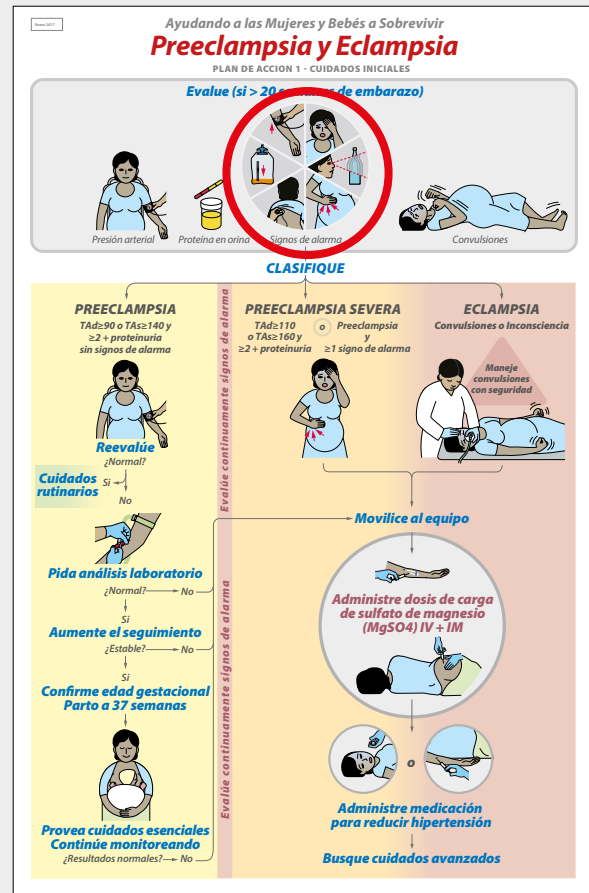 Enero 2017
Ayudando a las Mujeres y Bebés a Sobrevivir
Preeclampsia y Eclampsia
PLAN DE ACCION 1 - CUIDADOS INICIALES
Evalue (si > 20 de embarazo)
Presión arterial
Proteína en orina
Signos de alarma
Convulsiones
CLASIFIQUE
PREECLAMPSIA
TAd≥90 o TAs≥140 y
≥2 + proteinuria
sin signos de alarma
Reevalúe
¿Normal?
Si
Cuidados
rutinarios
No
Pida análisis laboratorio
¿Normal?
No
Si
Aumente el seguimiento
¿Estable?
No
Si
Confirme edad gestacional
Parto a 37 semanas
Provea cuidados esenciales
Continúe monitoreando
¿Resultados normales?
No
Evalúe continuamente signos de alarma
Evalúe continuamente signos de alarma
PREECLAMPSIA SEVERA
TAd≥110
o TAs≥160 y
≥2 + proteinuria
o
Preeclampsia
y
≥1 signo de alarma
ECLAMPSIA
Convulsiones o Inconsciencia
Maneje
convulsiones
con seguridad
Movilice al equipo
Administre dosis de carga
de sulfato de magnesio
(MgSO4) IV + IM
o
Administre medicación
para reducir hipertensión
Busque cuidados avanzados